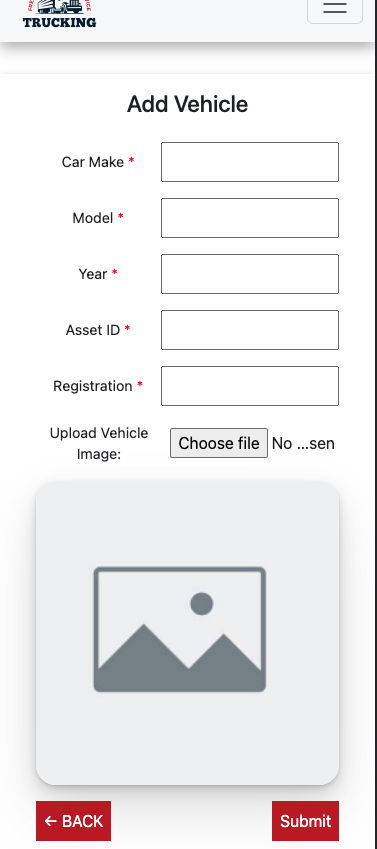 TRUCKING
Add Vehicle
Car Make *
Model *
Year *
Asset ID *
Registration *
Upload Vehicle
Image:
Choose file No ...sen
← BACK
Submit